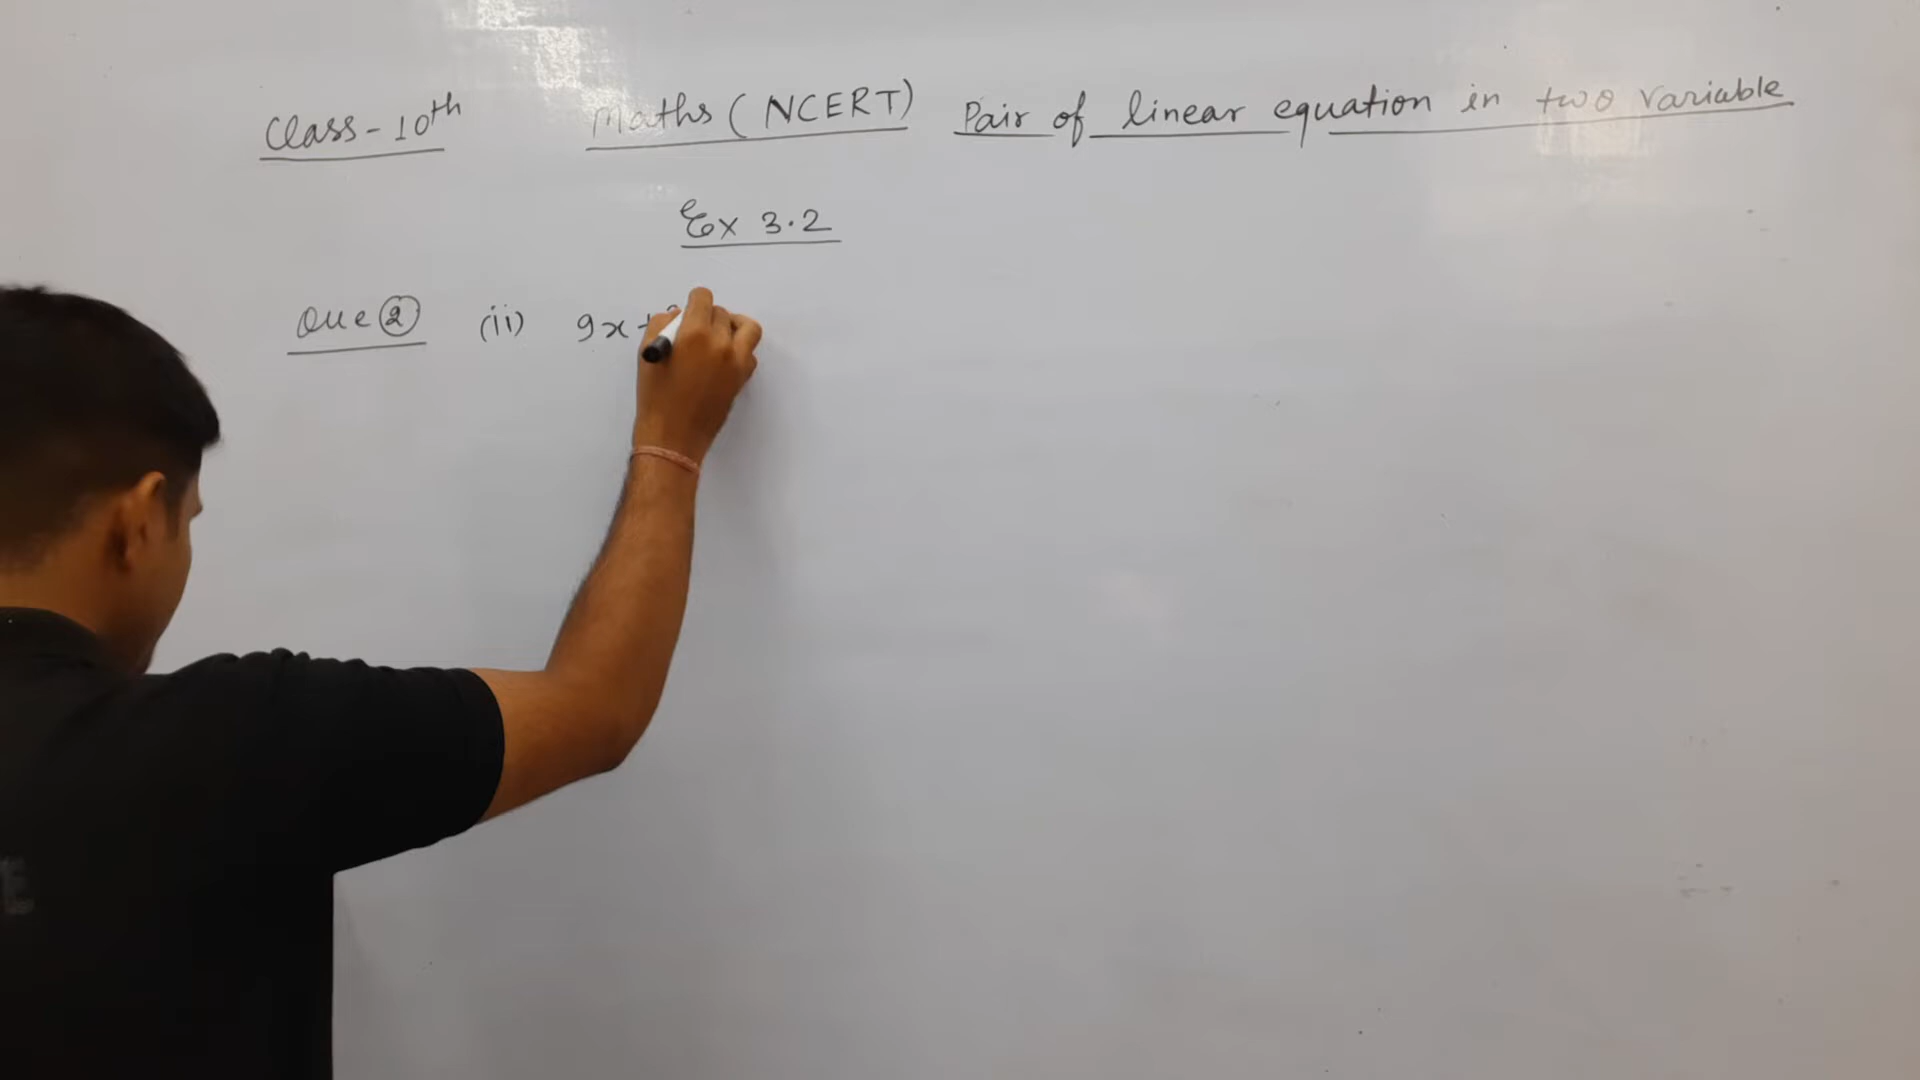 Class-10th Maths (NCERT) Pair of linear equation in two variable
Ex 3.2
Que ② (ii) 9x+
E